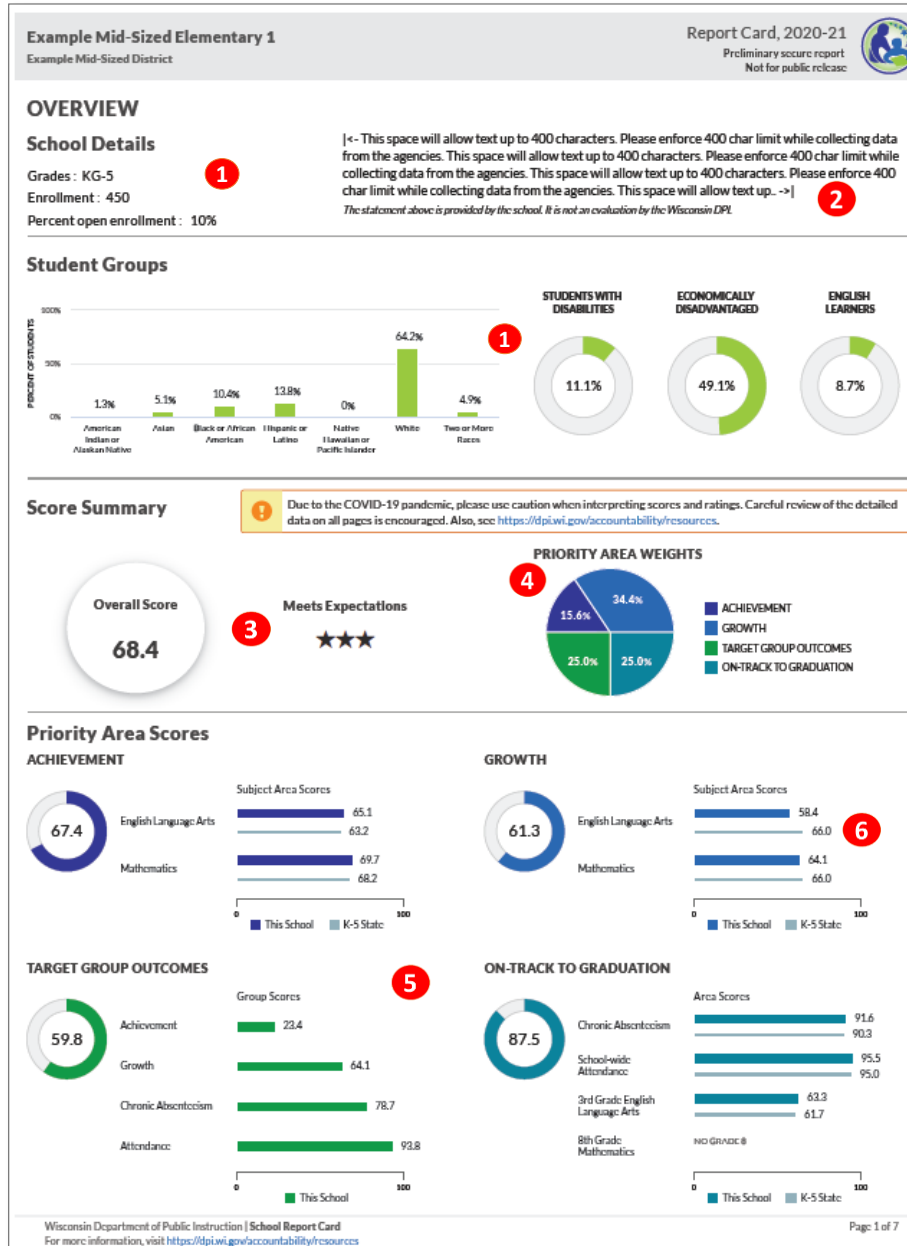 Example Mid-Sized Elementary 1
Example Mid-Sized District
Report Card, 2020-21
Preliminary secure report
Not for public release
OVERVIEW
School Details
Grades : KG-5
Enrollment : 450
Percent open enrollment : 10%
1
|<- This space will allow text up to 400 characters. Please enforce 400 char limit while collecting data
from the agencies. This space will allow text up to 400 characters. Please enforce 400 char limit while
collecting data from the agencies. This space will allow text up to 400 characters. Please enforce 400
char limit while collecting data from the agencies. This space will allow text up.. ->|
The statement above is provided by the school. It is not an evaluation by the Wisconsin DPI.
2
Student Groups
PERCENT OF STUDENTS
100%
50%
0%
1.3%
5.1%
10.4%
13.8%
0%
64.2%
4.9%
American
Indian or
Alaskan Native
Asian
Black or African
American
Hispanic or
Latino
Native
Hawaiian or
Pacific Islander
White
Two or More
Races
1
STUDENTS WITH
DISABILITIES
11.1%
ECONOMICALLY
DISADVANTAGED
49.1%
ENGLISH
LEARNERS
8.7%
Score Summary
Due to the COVID-19 pandemic, please use caution when interpreting scores and ratings. Careful review of the detailed
data on all pages is encouraged. Also, see https://dpi.wi.gov/accountability/resources.
Overall Score
68.4
3
Meets Expectations
★★★
PRIORITY AREA WEIGHTS
4
15.6%
34.4%
25.0%
25.0%
ACHIEVEMENT
GROWTH
TARGET GROUP OUTCOMES
ON-TRACK TO GRADUATION
Priority Area Scores
ACHIEVEMENT
67.4
Subject Area Scores
English Language Arts
65.1
63.2
Mathematics
69.7
68.2
0
100
This School
K-5 State
GROWTH
61.3
Subject Area Scores
English Language Arts
58.4
66.0
6
Mathematics
64.1
66.0
0
100
This School
K-5 State
TARGET GROUP OUTCOMES
5
59.8
Group Scores
Achievement
23.4
Growth
64.1
Chronic Absenteeism
78.7
Attendance
93.8
0
100
This School
ON-TRACK TO GRADUATION
87.5
Area Scores
Chronic Absenteeism
91.6
90.3
School-wide
Attendance
95.5
95.0
3rd Grade English
Language Arts
63.3
61.7
8th Grade
Mathematics
NO GRADE 8
0
100
This School
K-5 State
Wisconsin Department of Public Instruction | School Report Card
For more information, visit https://dpi.wi.gov/accountability/resources
Page 1 of 7